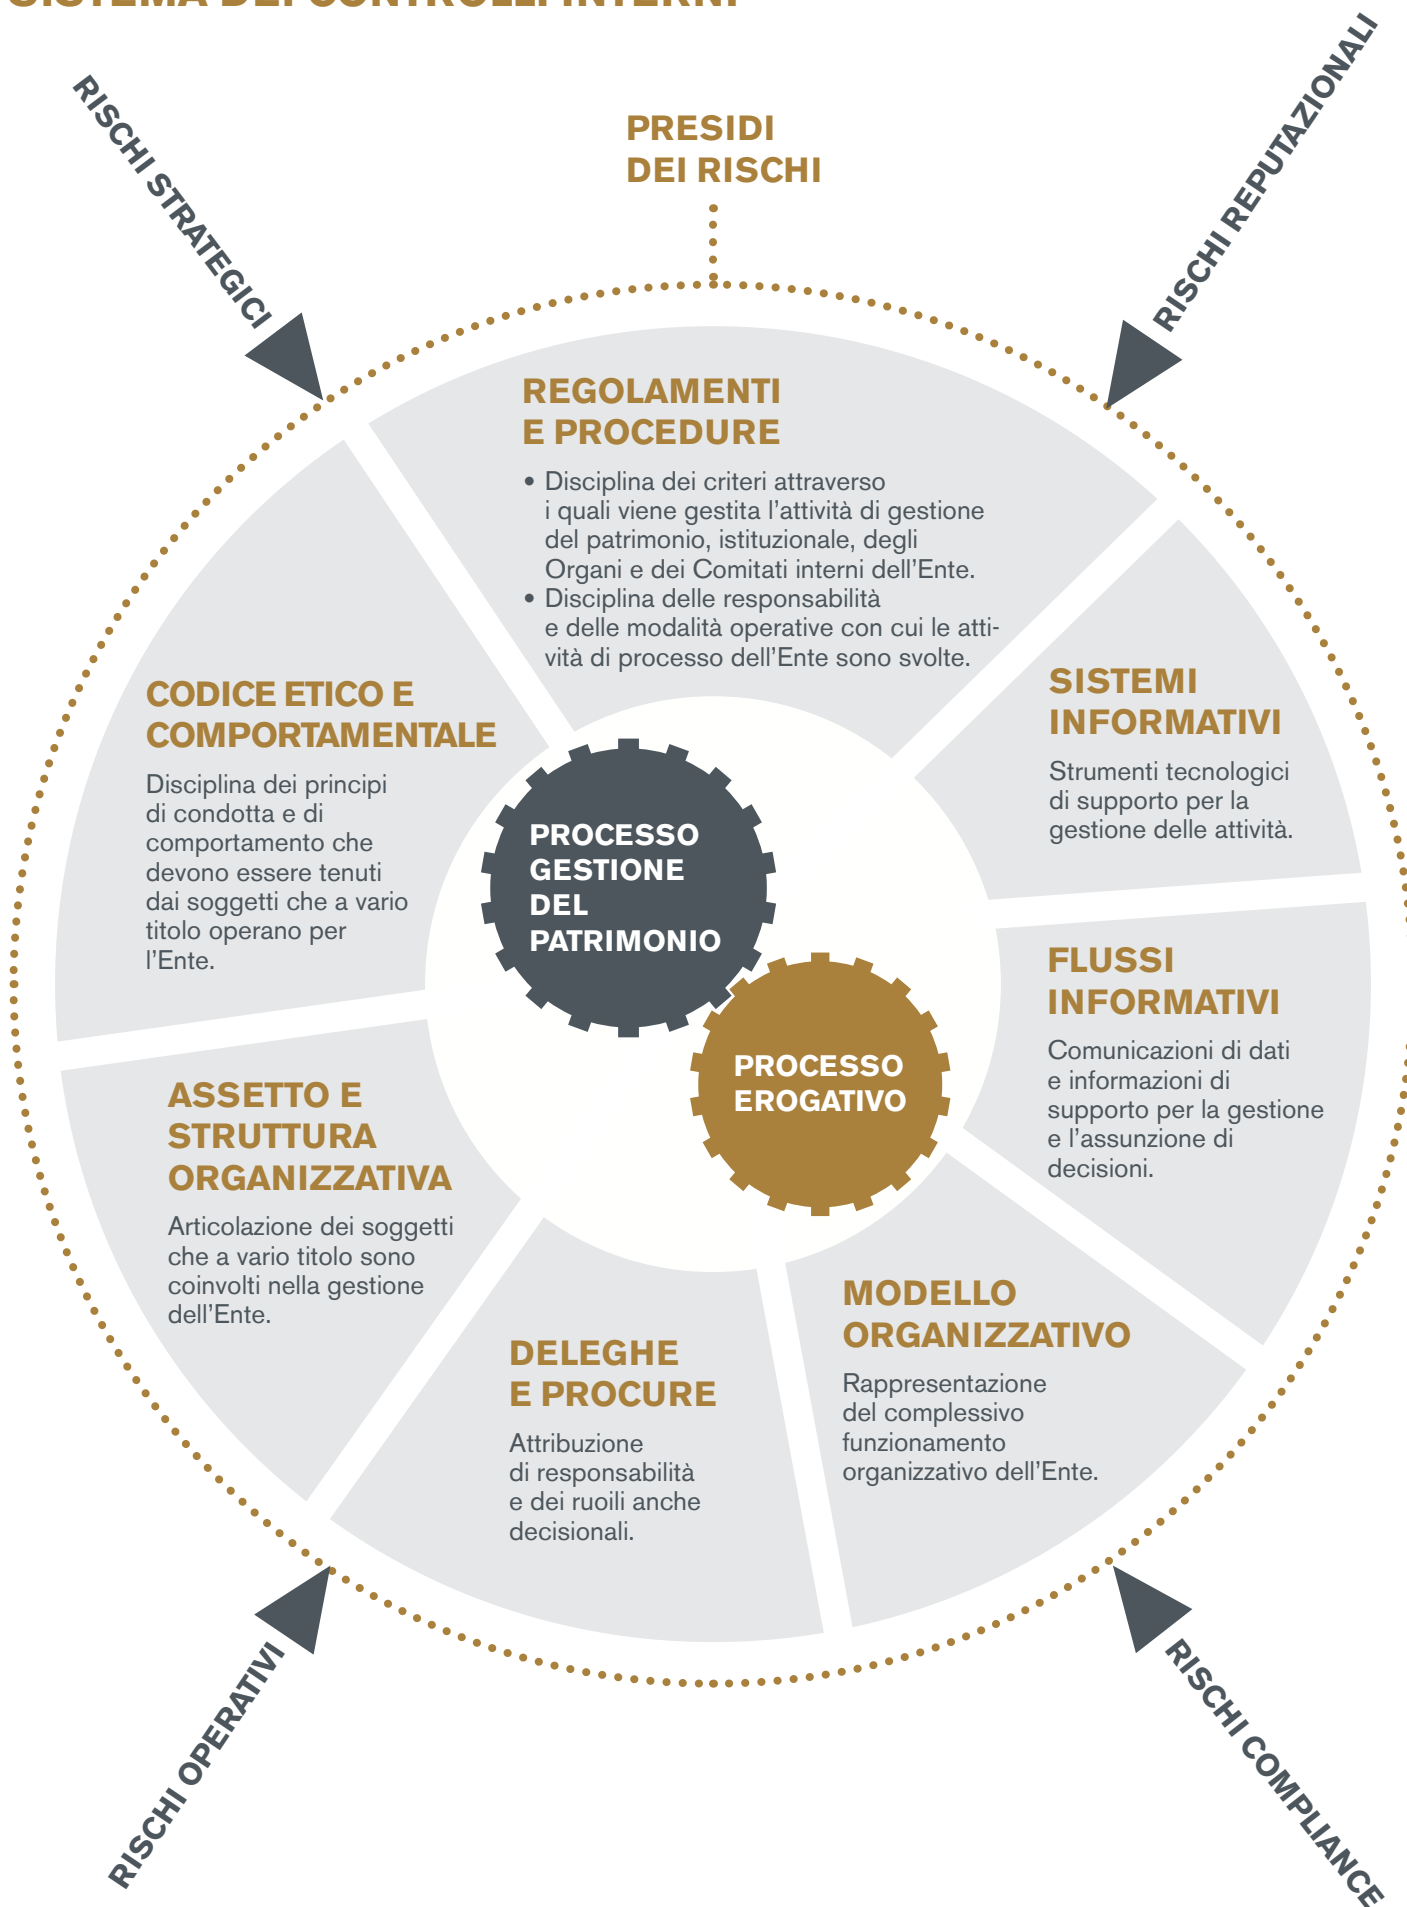 SISTEMA DEI CONTROLLI INTERNI
RISCHI STRATEGICI
PRESIDI
DEI RISCHI
RISCHI REPUTAZIONALI
REGOLAMENTI
E PROCEDURE
• Disciplina dei criteri attraverso
i quali viene gestita l'attività di gestione
del patrimonio, istituzionale, degli
Organi e dei Comitati interni dell'Ente.
• Disciplina delle responsabilità
e delle modalità operative con cui le atti-
vità di processo dell'Ente sono svolte.
SISTEMI
INFORMATIVI
Strumenti tecnologici
di supporto per la
gestione delle attività.
CODICE ETICO E
COMPORTAMENTALE
Disciplina dei principi
di condotta e di
comportamento che
devono essere tenuti
dai soggetti che a vario
titolo operano per
l'Ente.
PROCESSO
GESTIONE
DEL
PATRIMONIO
PROCESSO
EROGATIVO
FLUSSI
INFORMATIVI
Comunicazioni di dati
e informazioni di
supporto per la gestione
e l'assunzione di
decisioni.
ASSETTO E
STRUTTURA
ORGANIZZATIVA
Articolazione dei soggetti
che a vario titolo sono
coinvolti nella gestione
dell'Ente.
DELEGHE
E PROCURE
Attribuzione
di responsabilità
e dei ruoili anche
decisionali.
MODELLO
ORGANIZZATIVO
Rappresentazione
del complessivo
funzionamento
organizzativo dell'Ente.
RISCHI OPERATIVI
RISCHI COMPLIANCE